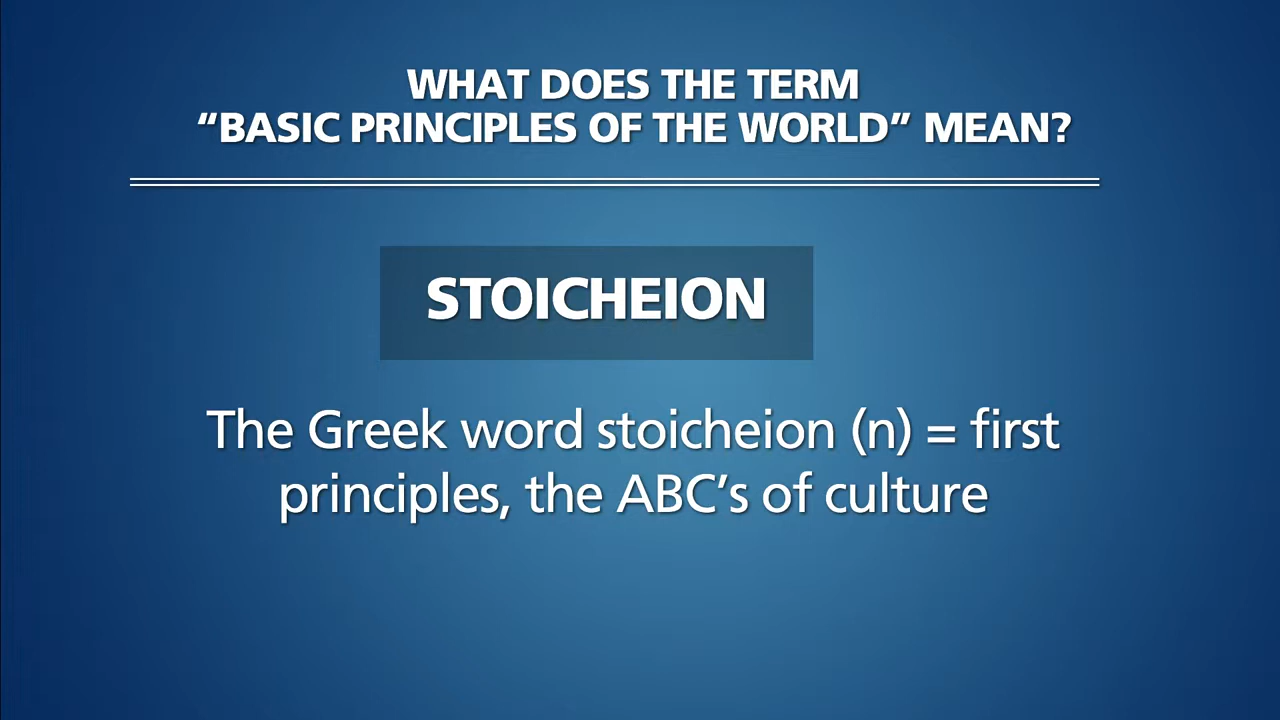 WHAT DOES THE TERM
“BASIC PRINCIPLES OF THE WORLD” MEAN?
STOICHEION
The Greek word stoicheion (n) = first
principles, the ABC’s of culture